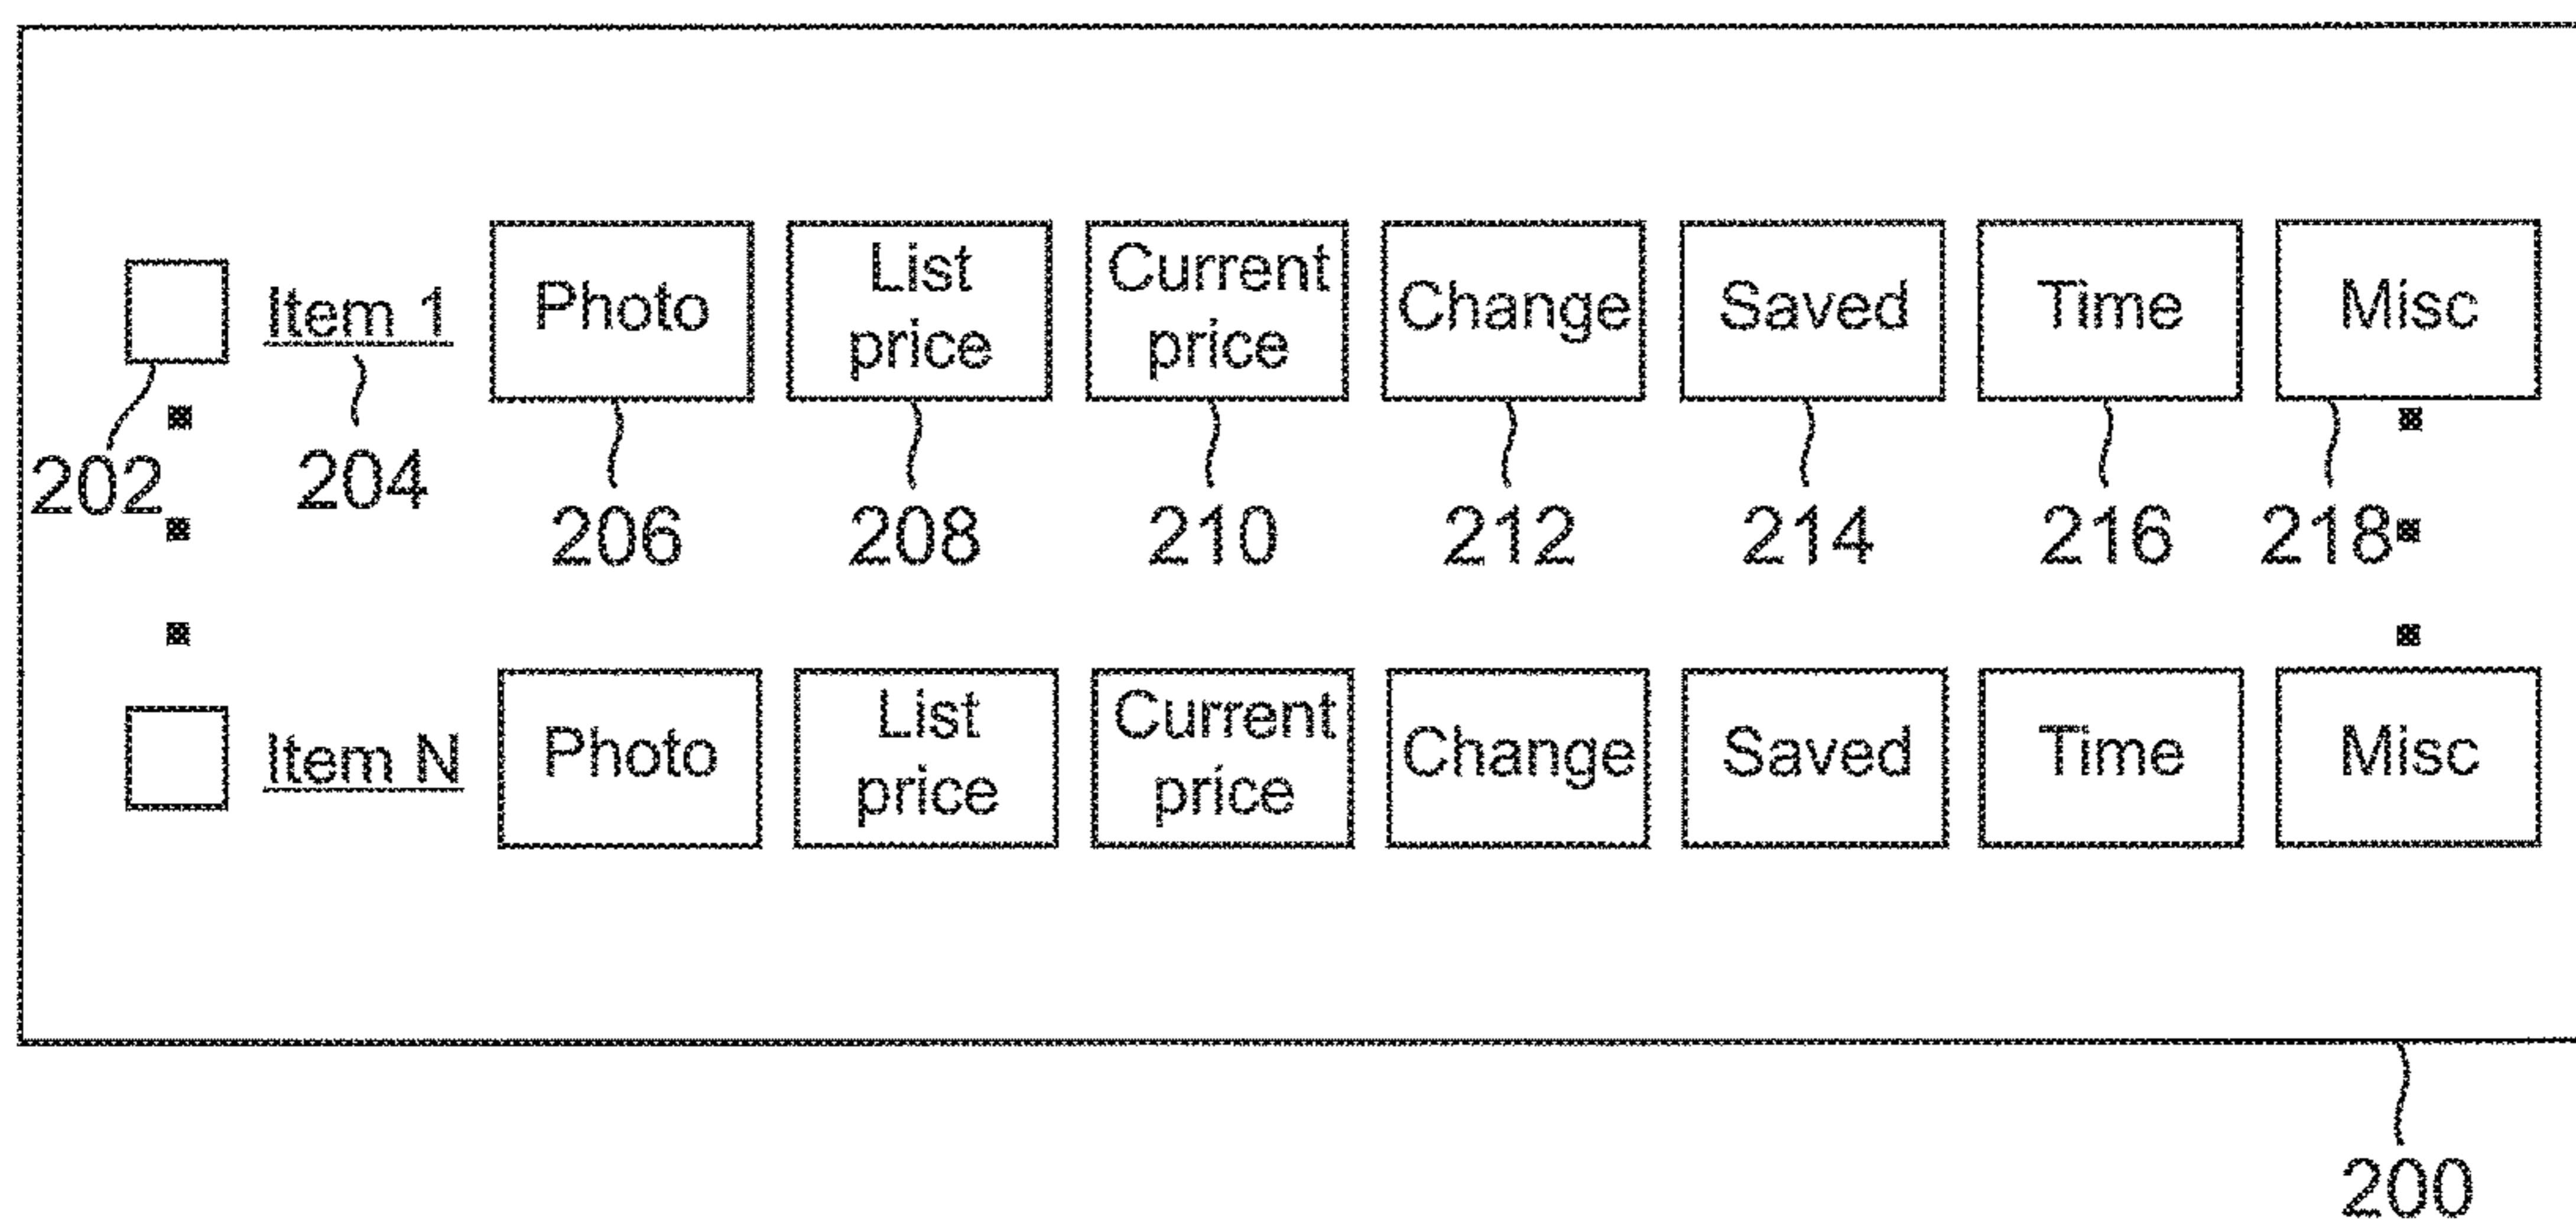 Item 1 Photo List price Current price Change Saved Time Misc
202 204 206 208 210 212 214 216 218
Item N Photo List price Current price Change Saved Time Misc
200